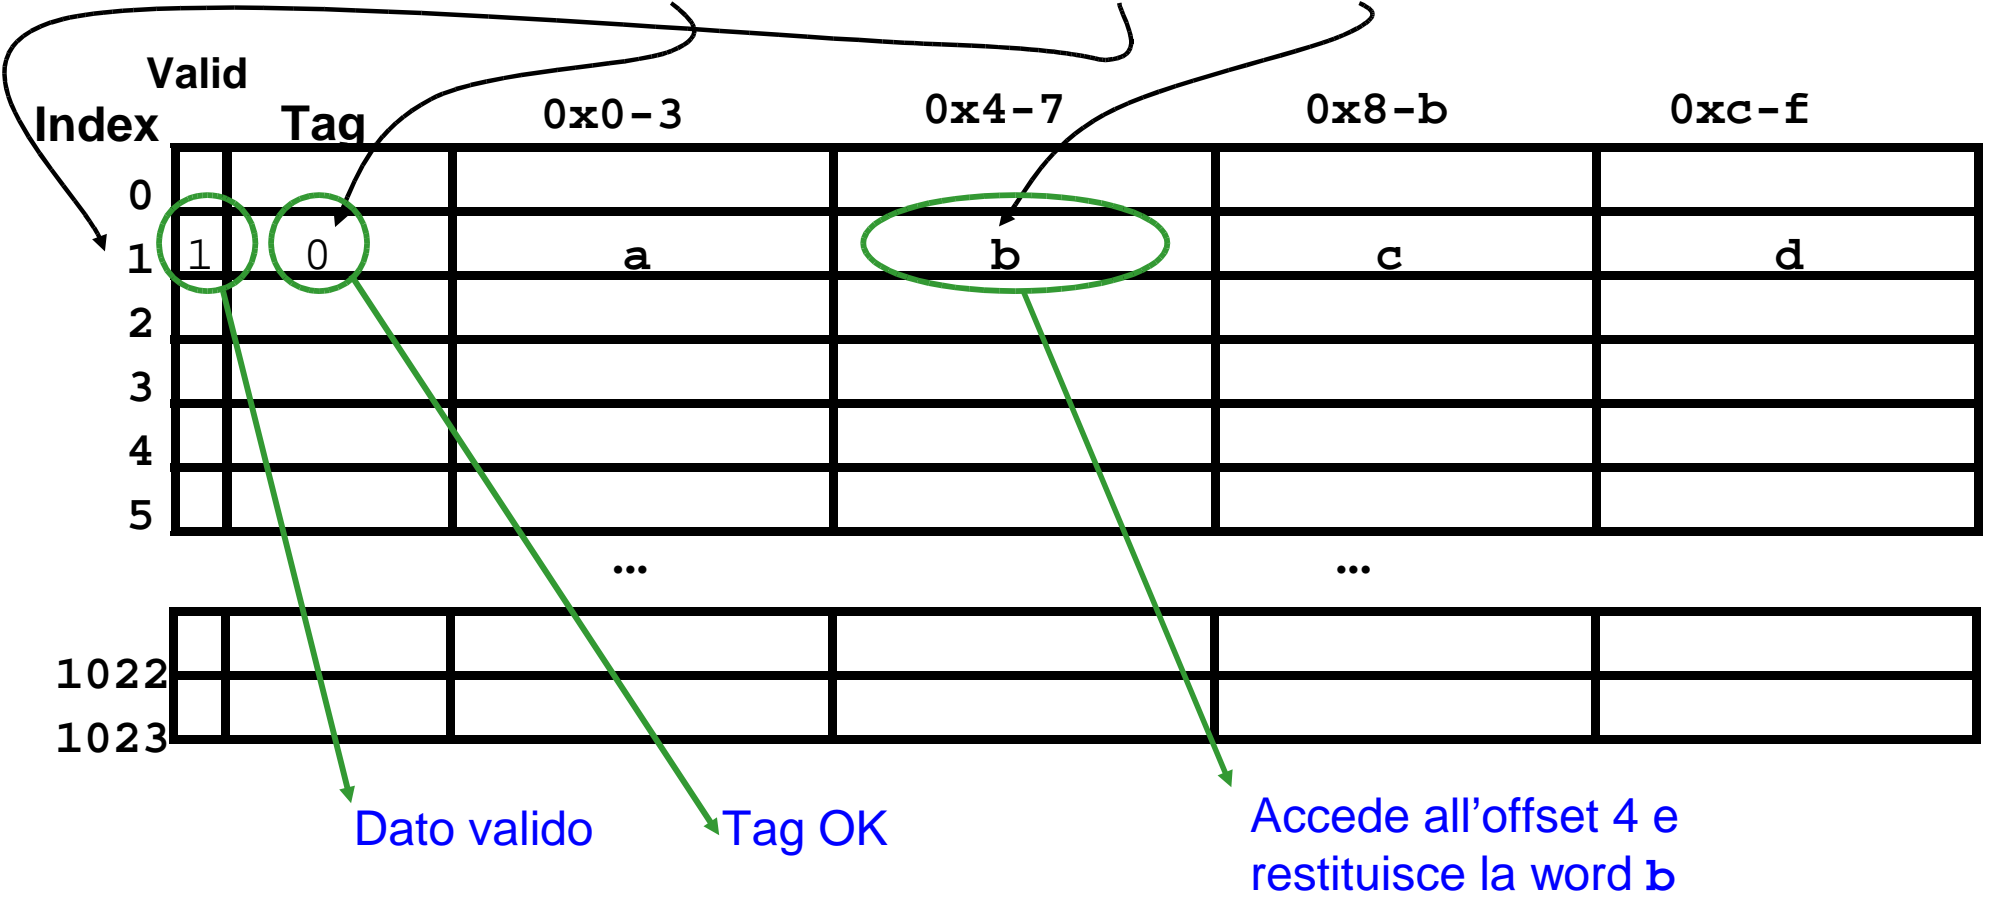 Valid
Index Tag 0x0-3 0x4-7 0x8-b 0xc-f
0
1 1 0 a b c d
2
3
4
5
... ...
1022
1023
Dato valido Tag OK Accede all’offset 4 e
restituisce la word b